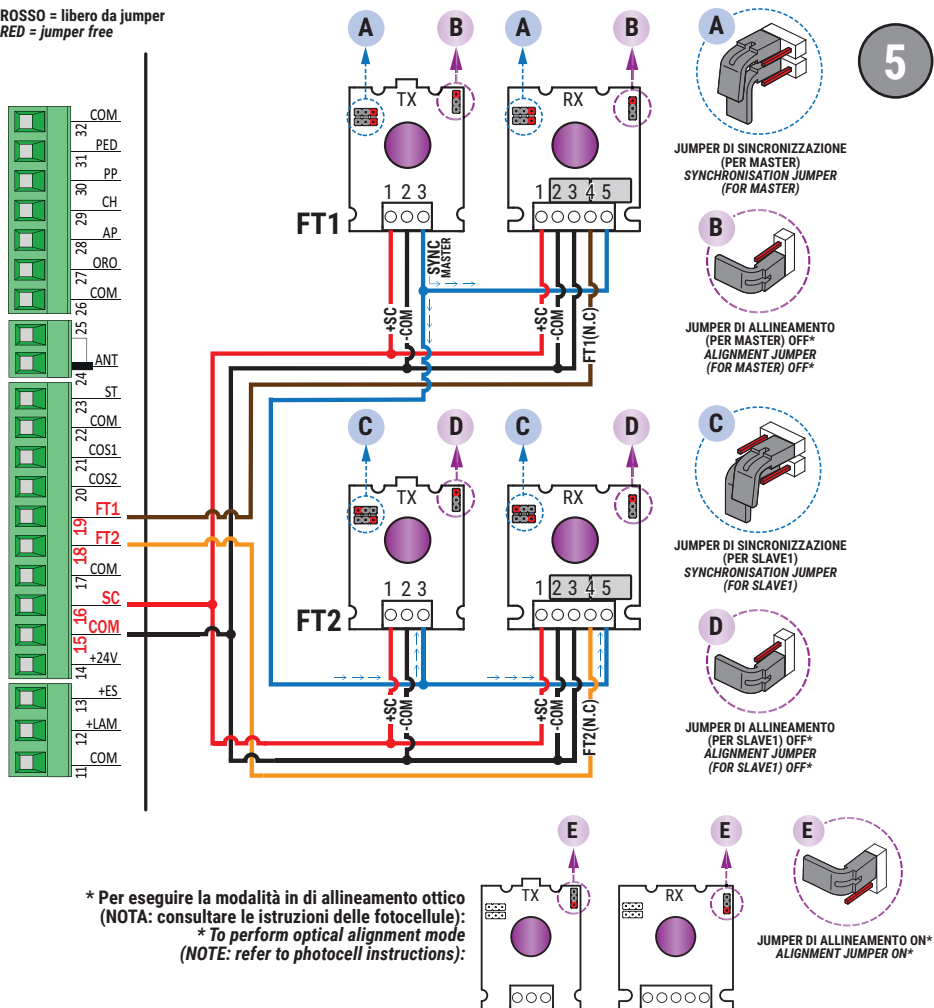 ROSSO = libero da jumper
RED = jumper free
5
A
B
A
B
A
TX
RX
1 2 3
1 2 3 4 5
FT1
SYNC
MASTER
+SC
-COM
+SC
-COM
FT1(N.C)
JUMPER DI SINCRONIZZAZIONE
(PER MASTER)
SYNCHRONISATION JUMPER
(FOR MASTER)
B
JUMPER DI ALLINEAMENTO
(PER MASTER) OFF*
ALIGNMENT JUMPER
(FOR MASTER) OFF*
COM
32
PED
31
PP
30
CH
29
AP
28
ORO
27
COM
26
25
ANT
24
ST
23
COM
22
COS1
21
COS2
20
FT1
19
FT2
18
COM
17
SC
16
COM
15
+24V
14
+ES
13
+LAM
12
COM
11
C
D
C
D
C
TX
RX
1 2 3
1 2 3 4 5
FT2
+SC
-COM
+SC
-COM
FT2(N.C)
JUMPER DI SINCRONIZZAZIONE
(PER SLAVE1)
SYNCHRONISATION JUMPER
(FOR SLAVE1)
D
JUMPER DI ALLINEAMENTO
(PER SLAVE1) OFF*
ALIGNMENT JUMPER
(FOR SLAVE1) OFF*
E
E
E
TX
RX
* Per eseguire la modalità in di allineamento ottico
(NOTA: consultare le istruzioni delle fotocellule):
* To perform optical alignment mode
(NOTE: refer to photocell instructions):
JUMPER DI ALLINEAMENTO ON*
ALIGNMENT JUMPER ON*